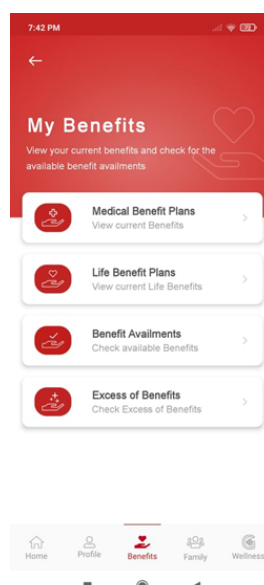 7:42 PM
My Benefits
View your current benefits and check for the
available benefit availments
Medical Benefit Plans
View current Benefits
Life Benefit Plans
View current Life Benefits
Benefit Availments
Check available Benefits
Excess of Benefits
Check Excess of Benefits
Home Profile Benefits Family Wellness